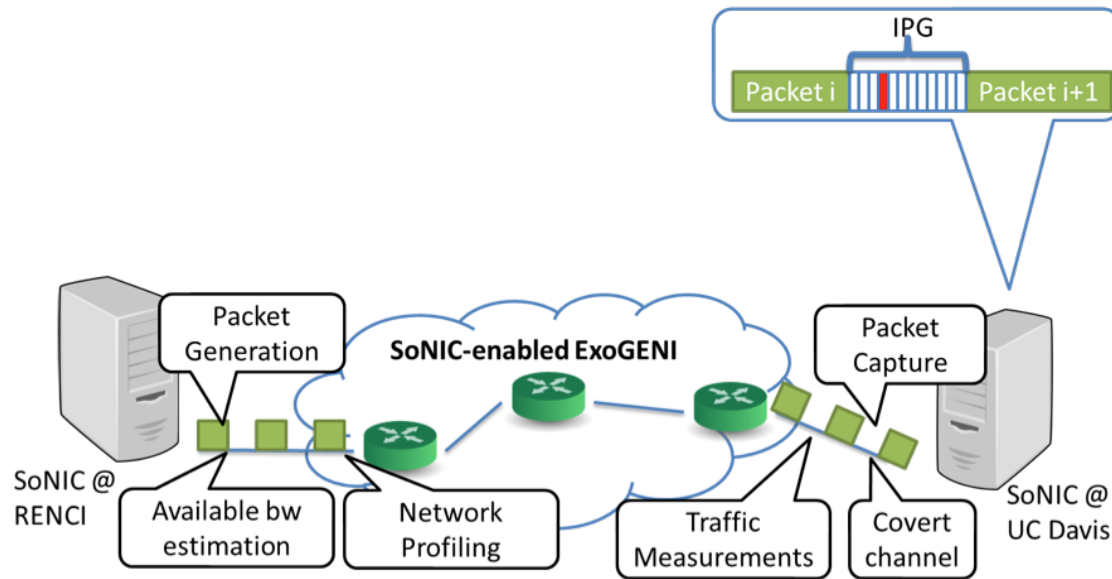 IPG
Packet i
Packet i+1
Packet
Generation
SoNIC-enabled ExoGENI
Packet
Capture
SoNIC @
RENCI
Available bw
estimation
Network
Profiling
Traffic
Measurements
Covert
channel
SoNIC @
UC Davis